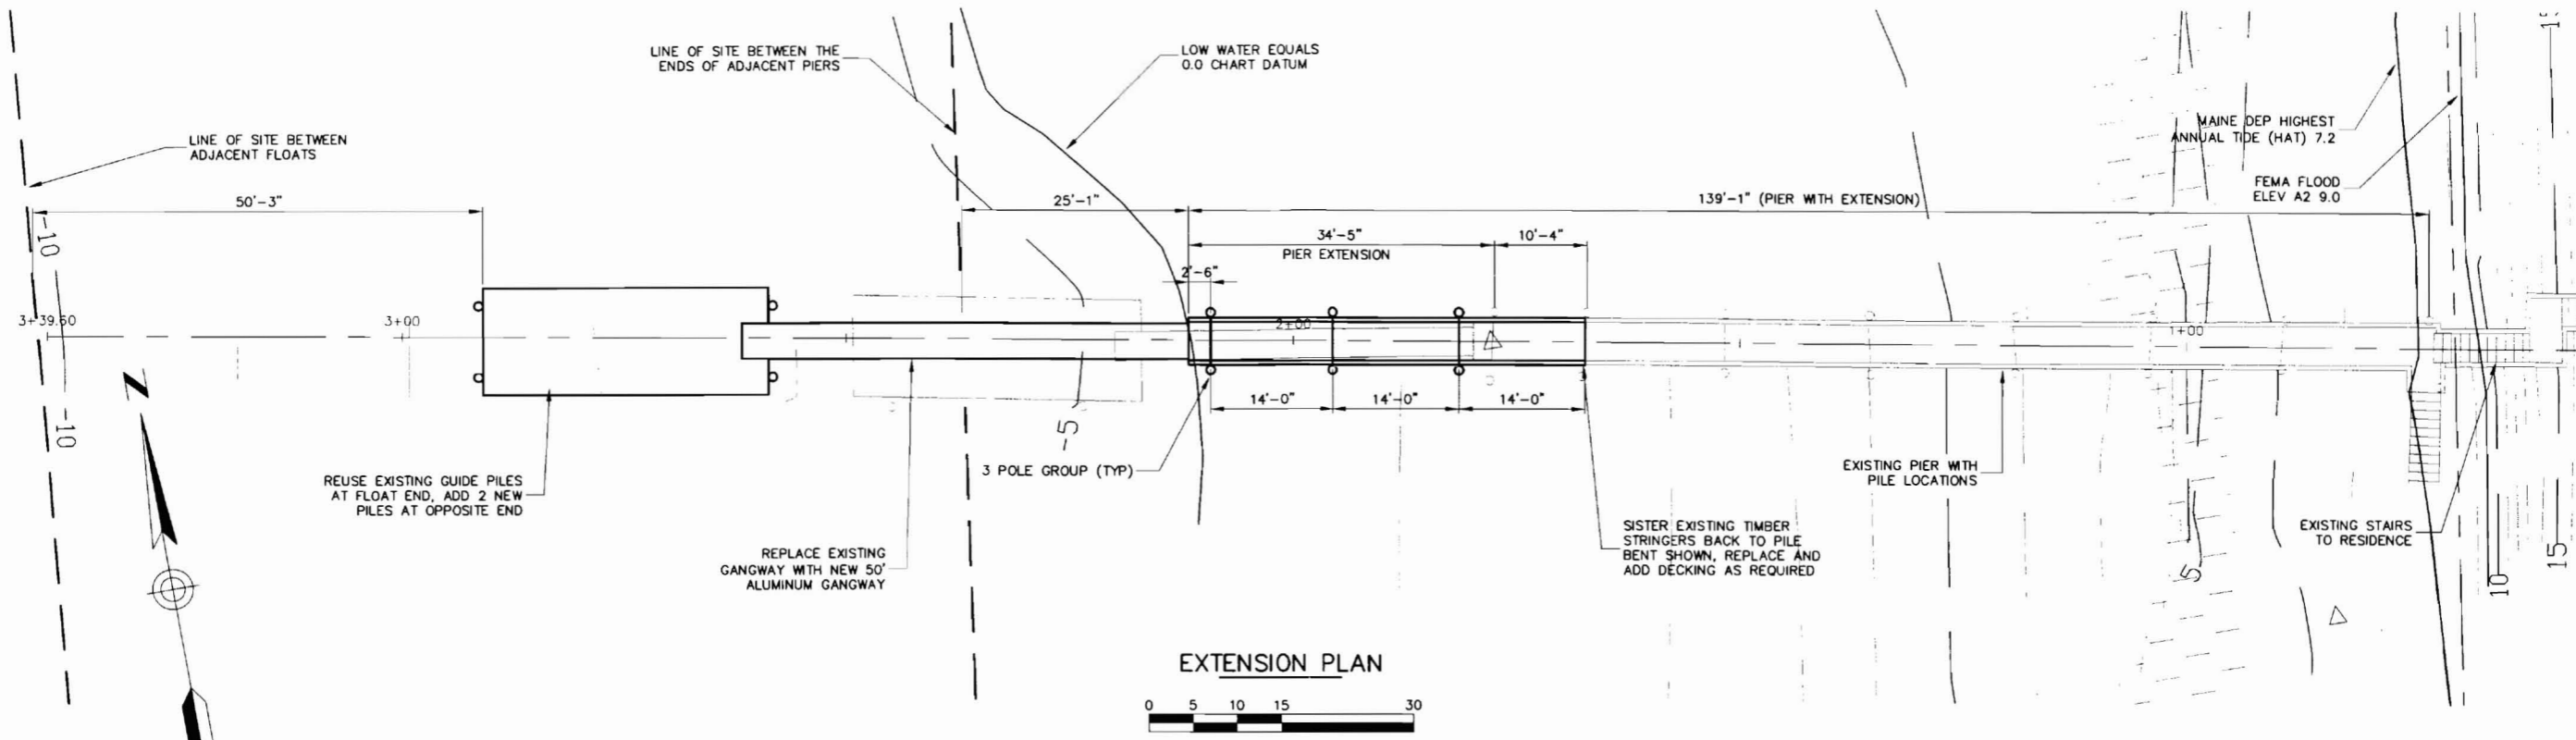 LINE OF SITE BETWEEN THE
ENDS OF ADJACENT PIERS
LOW WATER EQUALS
0.0 CHART DATUM
LINE OF SITE BETWEEN
ADJACENT FLOATS
MAINE DEP HIGHEST
ANNUAL TIDE (HAT) 7.2
FEMA FLOOD
ELEV A2 9.0
50'-3"
25'-1"
139'-1" (PIER WITH EXTENSION)
34'-5"
PIER EXTENSION
10'-4"
2'-6"
-10
3+39.60
3+00
2+00
1+00
-10
-5
14'-0"
14'-0"
14'-0"
3 POLE GROUP (TYP)
N
REUSE EXISTING GUIDE PILES
AT FLOAT END, ADD 2 NEW
PILES AT OPPOSITE END
REPLACE EXISTING
GANGWAY WITH NEW 50'
ALUMINUM GANGWAY
EXISTING PIER WITH
PILE LOCATIONS
SISTER EXISTING TIMBER
STRINGERS BACK TO PILE
BENT SHOWN, REPLACE AND
ADD DECKING AS REQUIRED
EXISTING STAIRS
TO RESIDENCE
5
10
15
EXTENSION PLAN
0 5 10 15 30